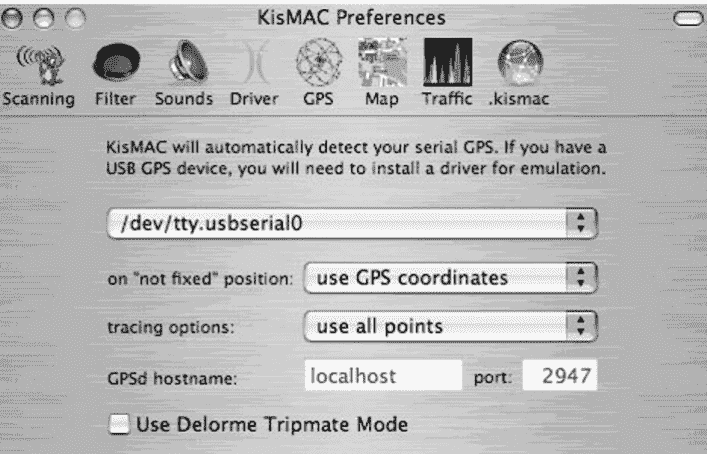 KisMAC Preferences
Scanning Filter Sounds Driver GPS Map Traffic .kismac
KisMAC will automatically detect your serial GPS. If you have a
USB GPS device, you will need to install a driver for emulation.
/dev/tty.usbserial0
on "not fixed" position: use GPS coordinates
tracing options: use all points
GPSd hostname: localhost port: 2947
Use Delorme Tripmate Mode